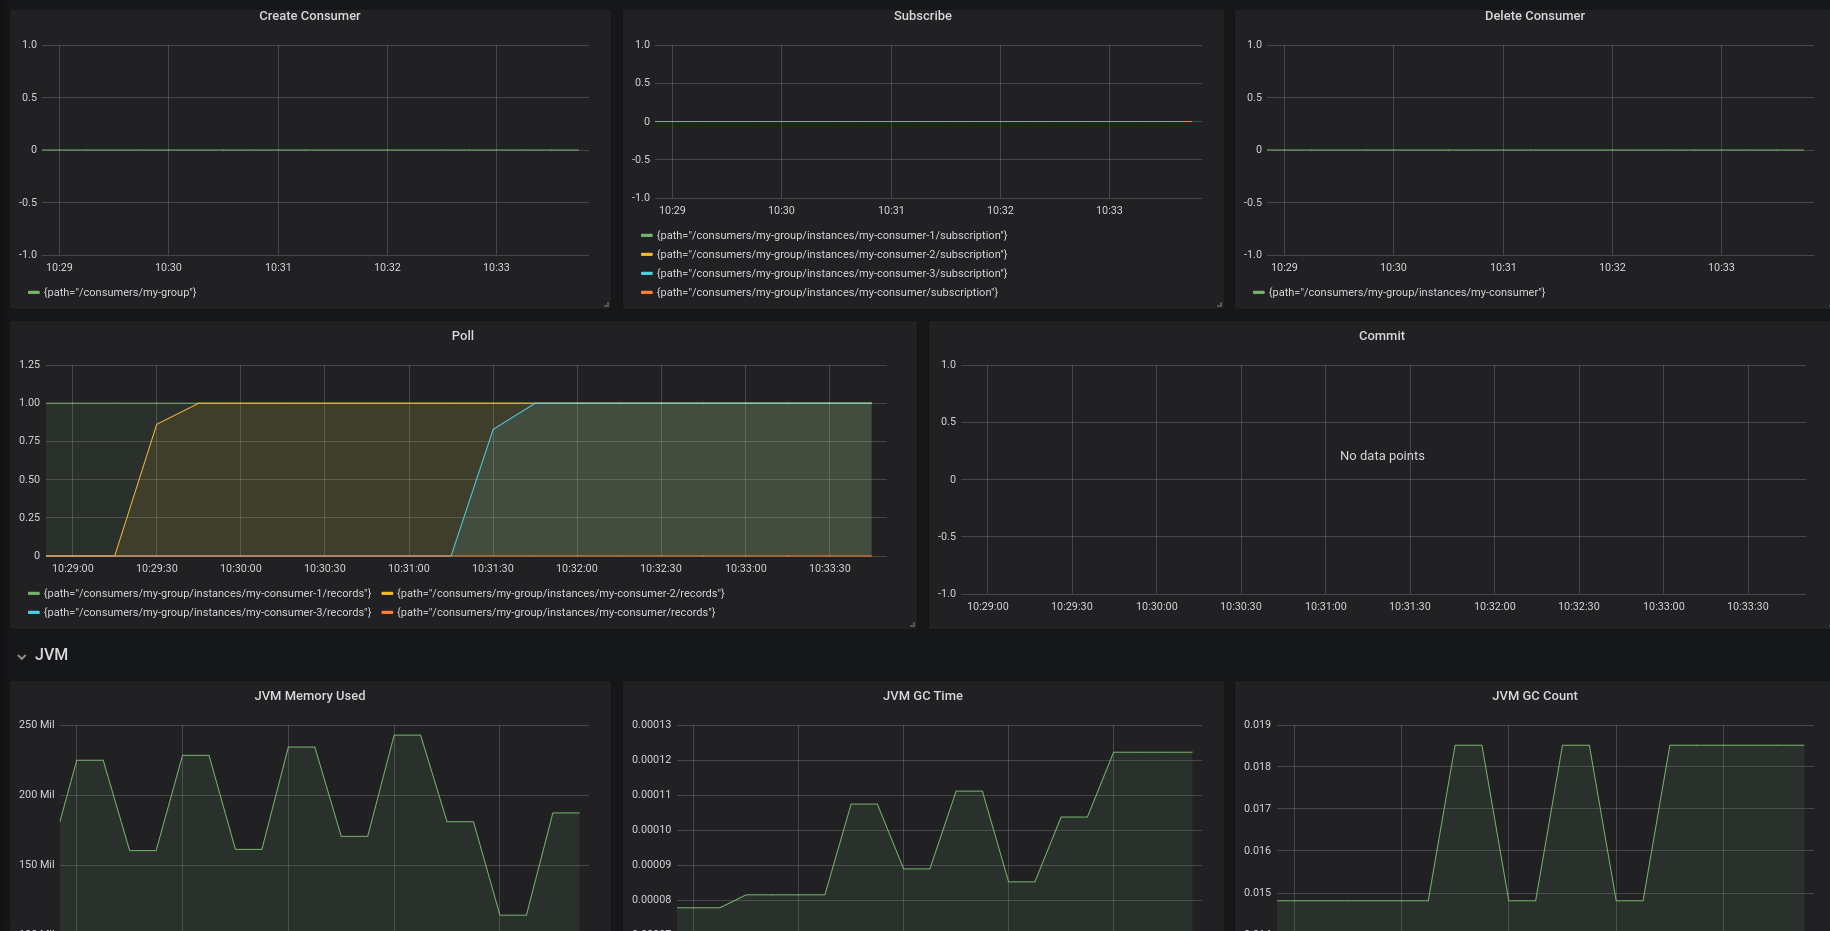 Create Consumer
1.0
0.5
0
-0.5
-1.0
10:29 10:30 10:31 10:32 10:33
{path="/consumers/my-group"}
Subscribe
1.0
0.5
0
-0.5
-1.0
10:29 10:30 10:31 10:32 10:33
{path="/consumers/my-group/instances/my-consumer-1/subscription"}
{path="/consumers/my-group/instances/my-consumer-2/subscription"}
{path="/consumers/my-group/instances/my-consumer-3/subscription"}
{path="/consumers/my-group/instances/my-consumer/subscription"}
Delete Consumer
1.0
0.5
0
-0.5
-1.0
10:29 10:30 10:31 10:32 10:33
{path="/consumers/my-group/instances/my-consumer"}
Poll
1.25
1.00
0.75
0.50
0.25
0
10:29:00 10:29:30 10:30:00 10:30:30 10:31:00 10:31:30 10:32:00 10:32:30 10:33:00 10:33:30
{path="/consumers/my-group/instances/my-consumer-1/records"} {path="/consumers/my-group/instances/my-consumer-2/records"}
{path="/consumers/my-group/instances/my-consumer-3/records"} {path="/consumers/my-group/instances/my-consumer/records"}
Commit
1.0
0.5
No data points
0
-0.5
-1.0
10:29:00 10:29:30 10:30:00 10:30:30 10:31:00 10:31:30 10:32:00 10:32:30 10:33:00 10:33:30
JVM
JVM Memory Used
250 Mil
200 Mil
150 Mil
JVM GC Time
0.00013
0.00012
0.00011
0.00010
0.00009
0.00008
JVM GC Count
0.019
0.018
0.017
0.016
0.015